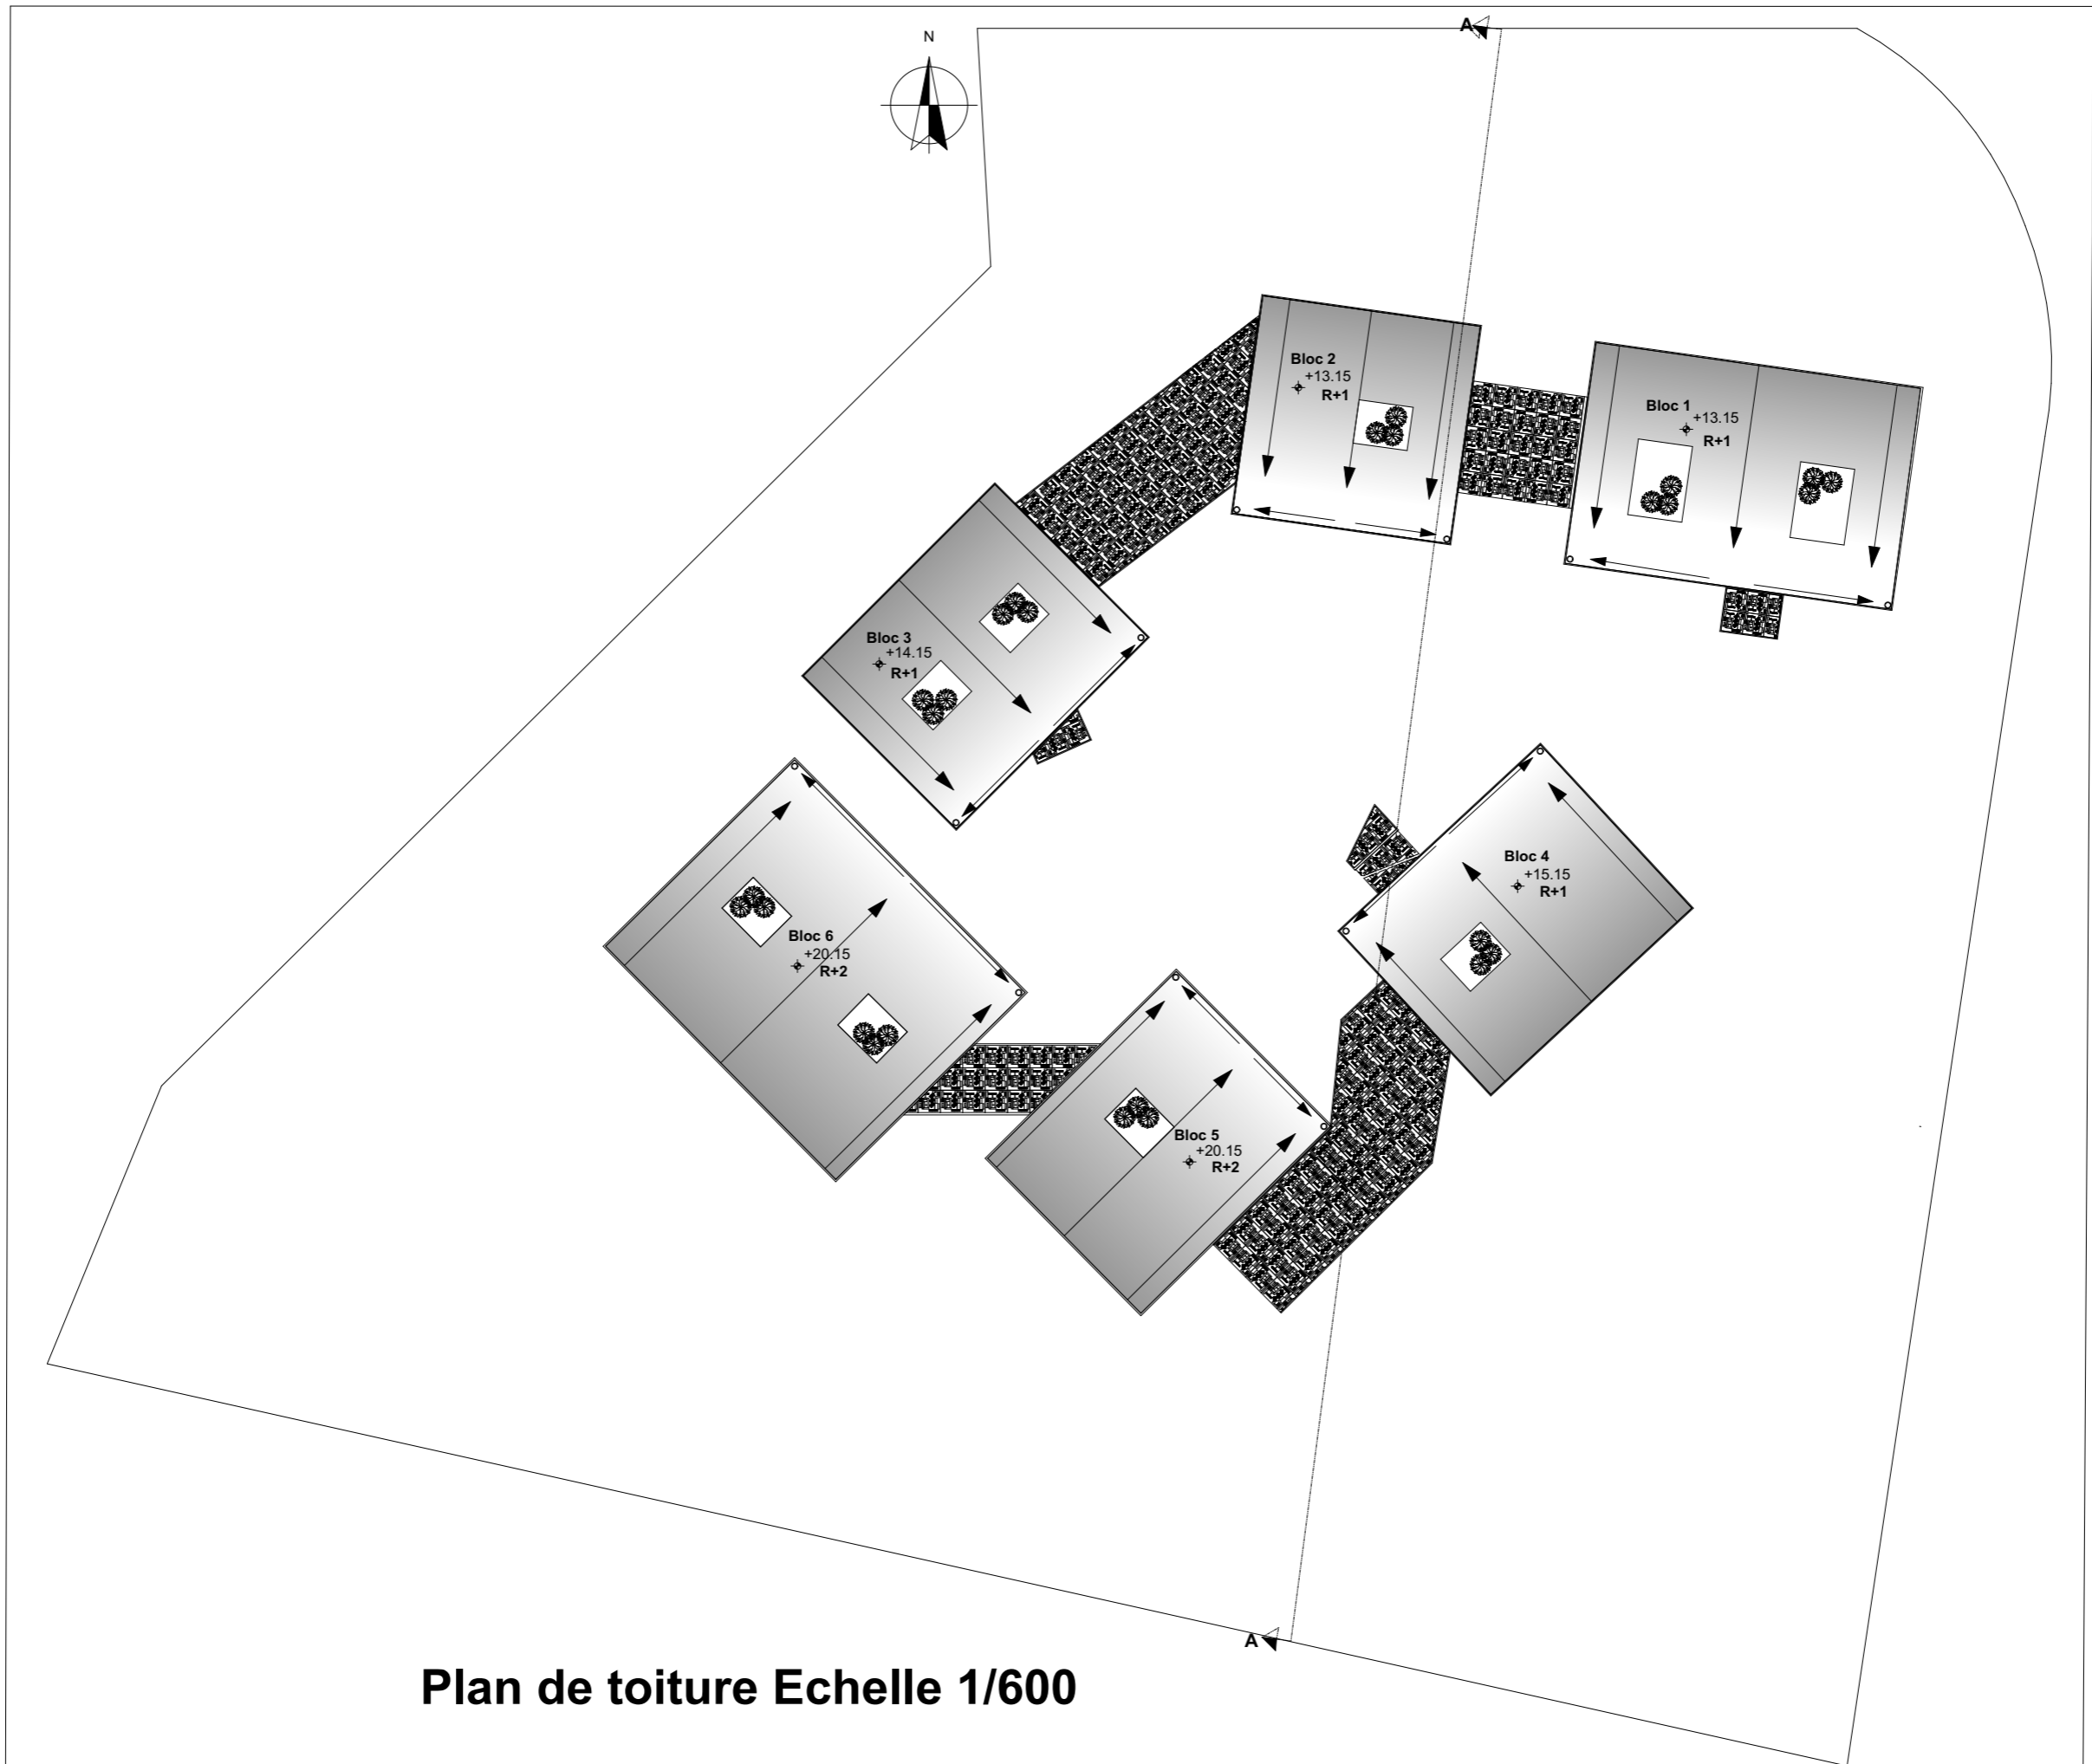 N
A
Bloc 2
+13.15
R+1
Bloc 1
+13.15
R+1
Bloc 3
+14.15
R+1
Bloc 4
+15.15
R+1
Bloc 6
+20.15
R+2
Bloc 5
+20.15
R+2
A
Plan de toiture Echelle 1/600